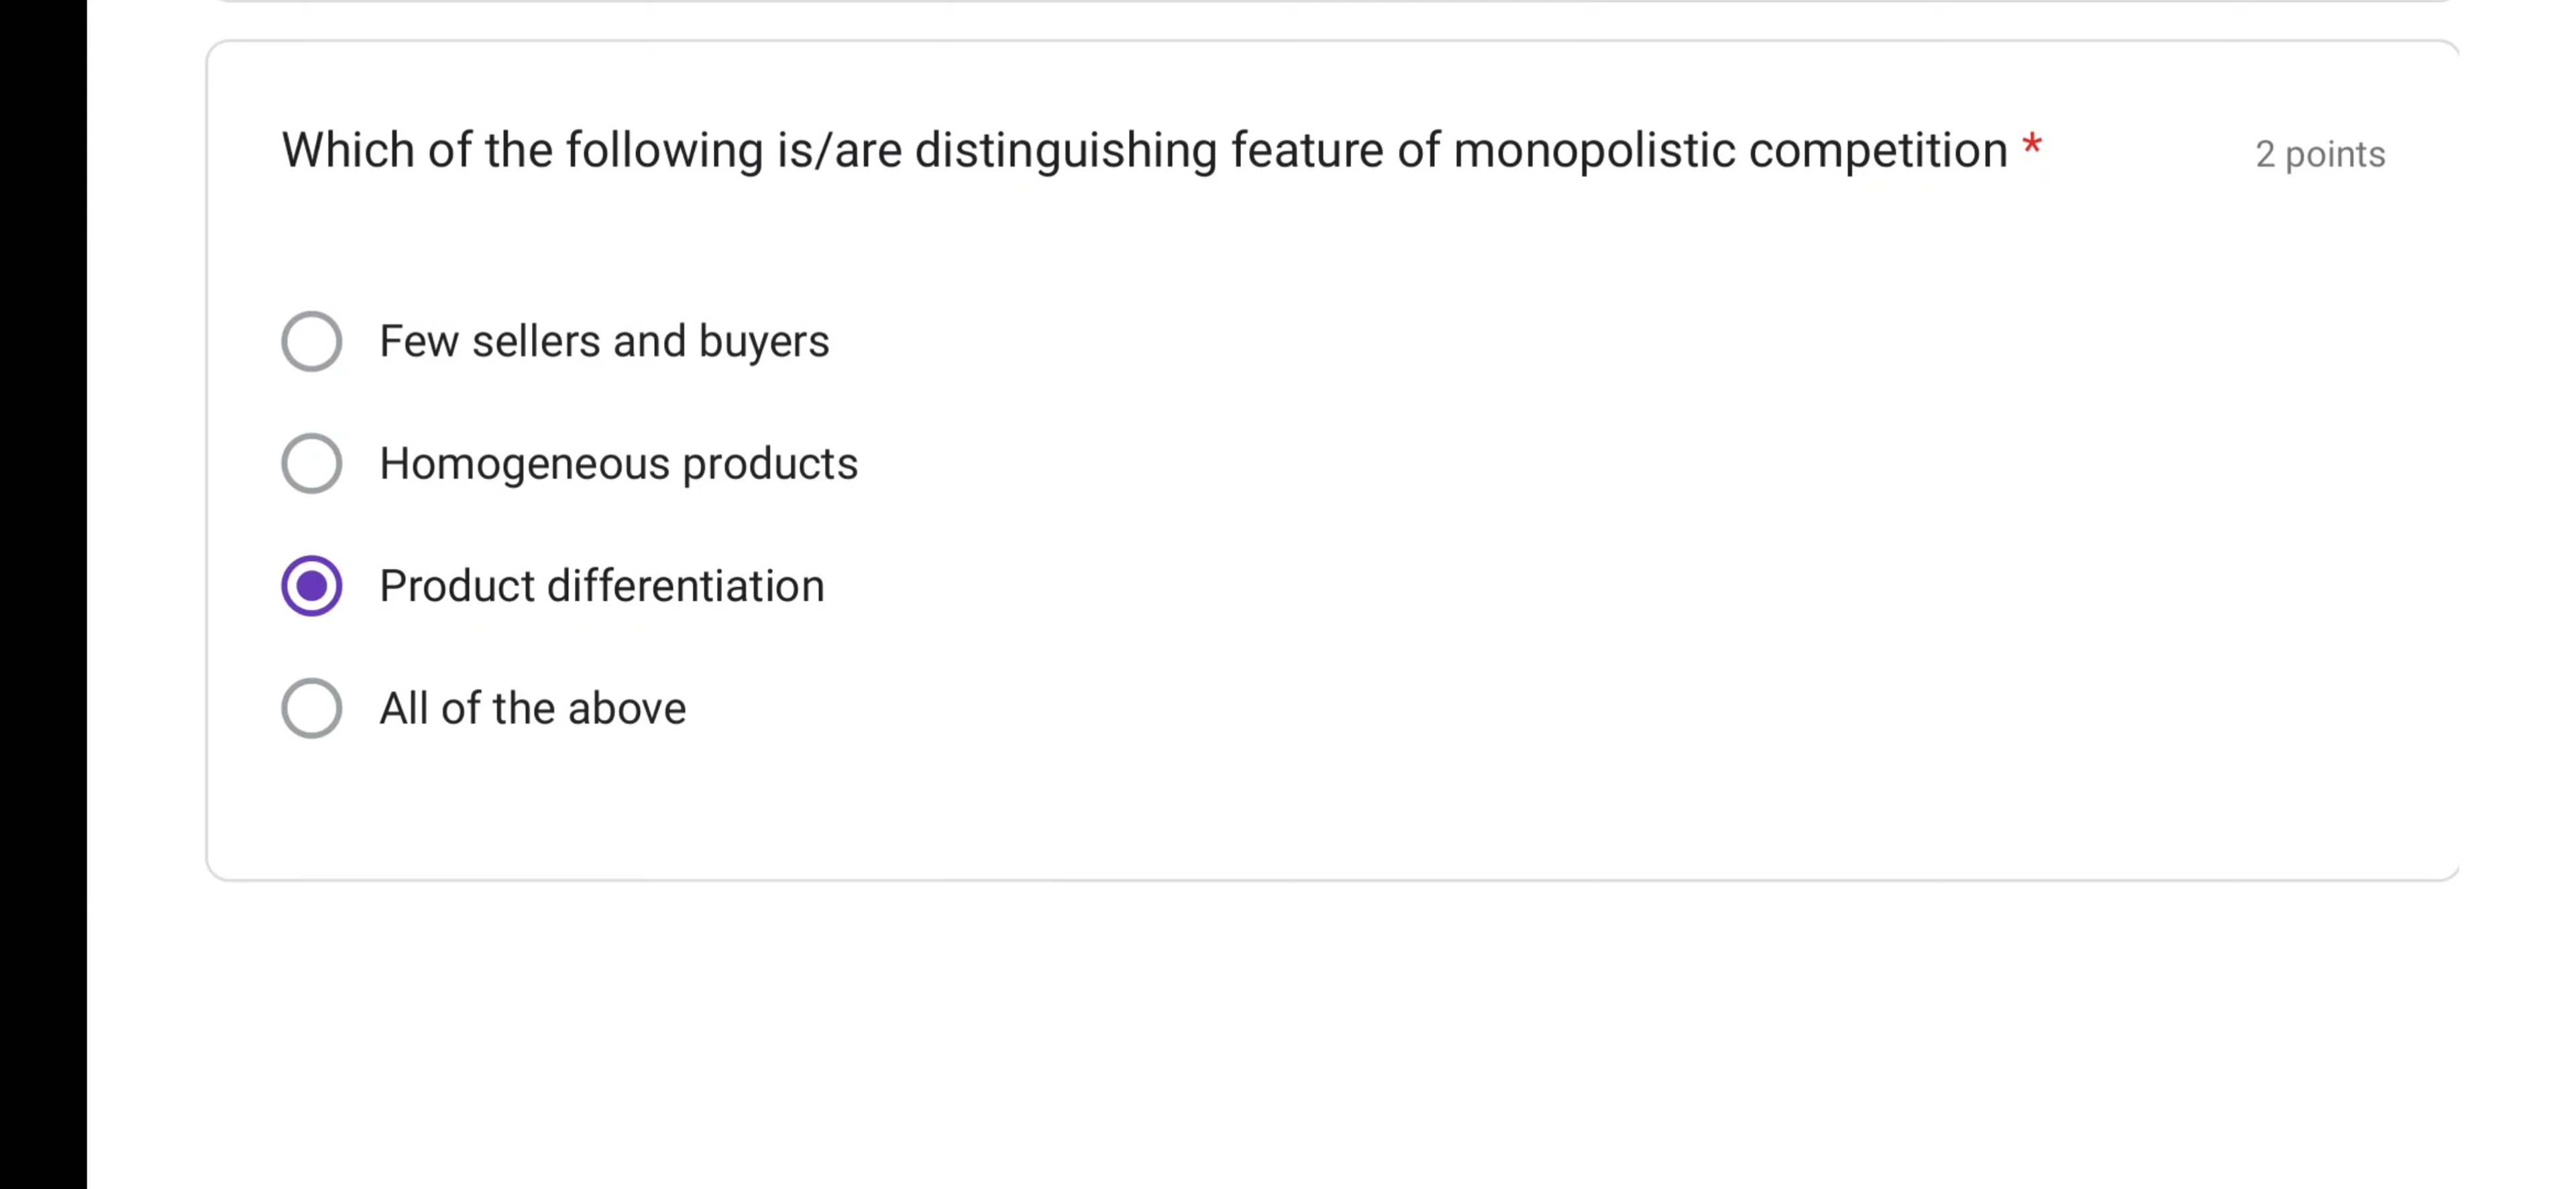 Which of the following is/are distinguishing feature of monopolistic competition * 2 points
Few sellers and buyers
Homogeneous products
Product differentiation
All of the above